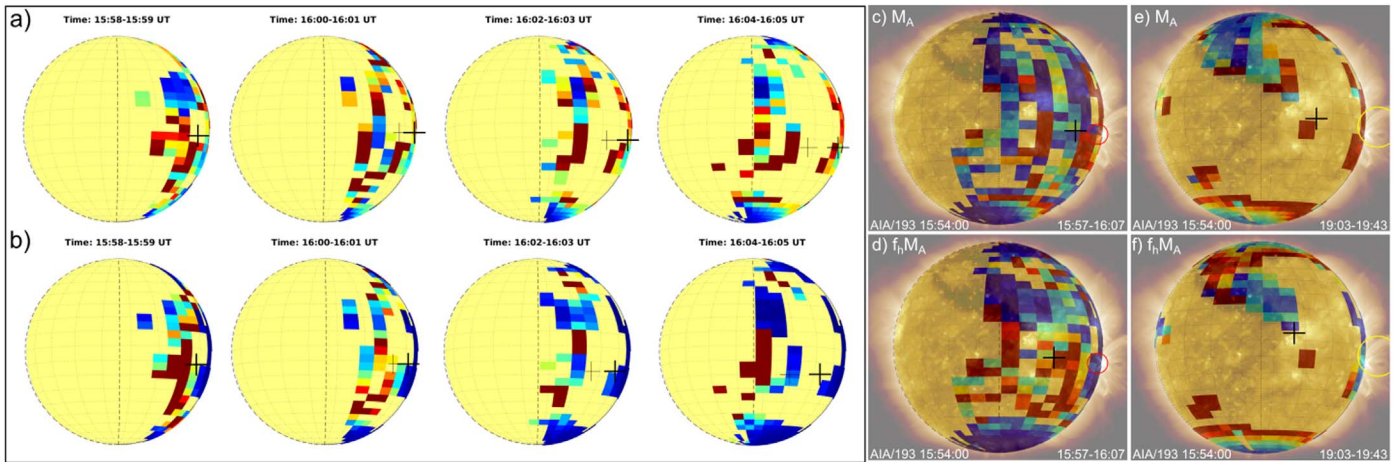 a)
Time: 15:58-15:59 UT
Time: 16:00-16:01 UT
Time: 16:02-16:03 UT
Time: 16:04-16:05 UT
b)
Time: 15:58-15:59 UT
Time: 16:00-16:01 UT
Time: 16:02-16:03 UT
Time: 16:04-16:05 UT
c) M_A
AIA/193 15:54:00
15:57-16:07
e) M_A
AIA/193 15:54:00
19:03-19:43
d) f_hM_A
AIA/193 15:54:00
15:57-16:07
f) f_hM_A
AIA/193 15:54:00
19:03-19:43